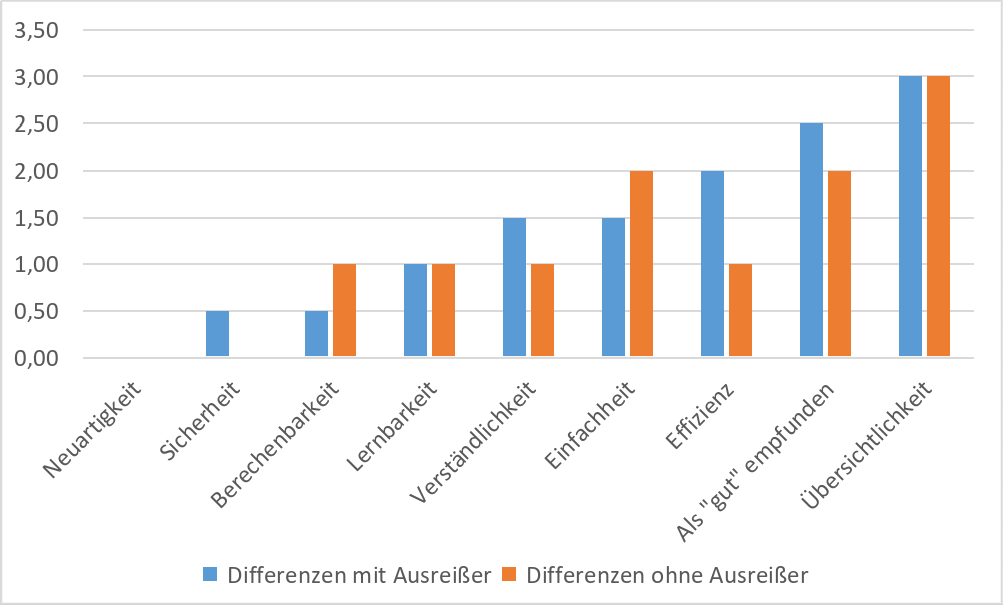 3,50
3,00
2,50
2,00
1,50
1,00
0,50
0,00
Neuartigkeit
Sicherheit
Berechenbarkeit
Lernbarkeit
Verständlichkeit
Einfachheit
Effizienz
Als "gut" empfunden
Übersichtlichkeit
Differenzen mit Ausreißer
Differenzen ohne Ausreißer